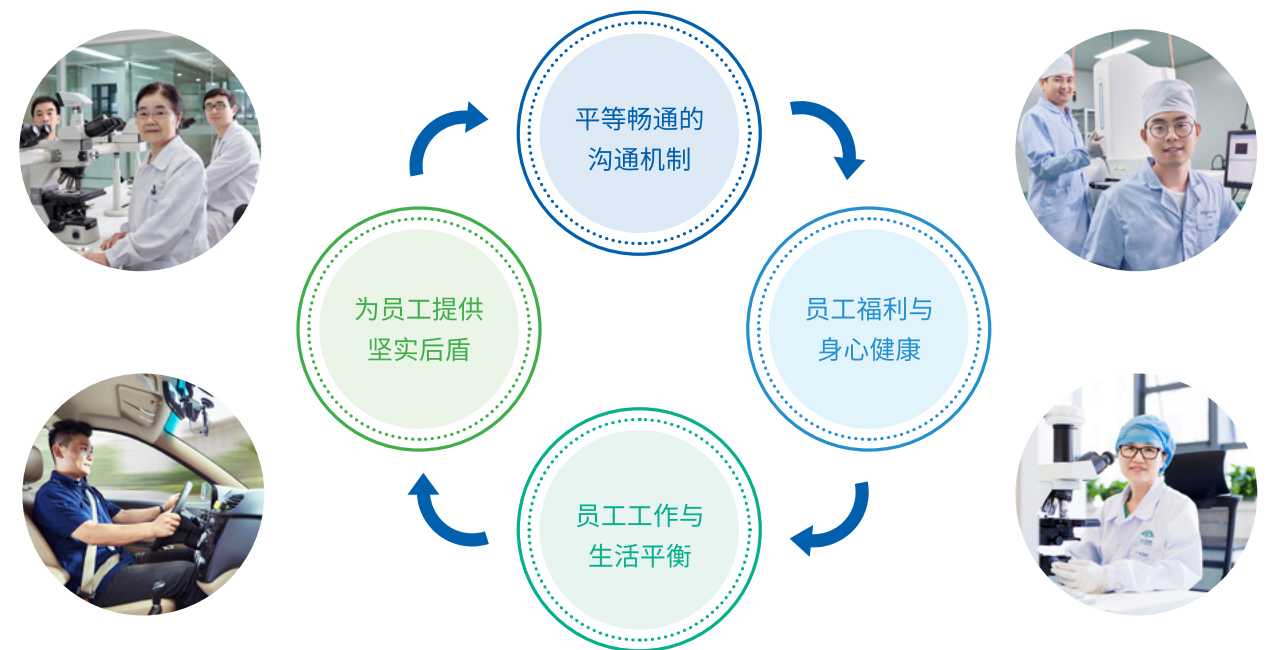 平等畅通的
沟通机制
为员工提供
坚实后盾
员工福利与
身心健康
员工工作与
生活平衡